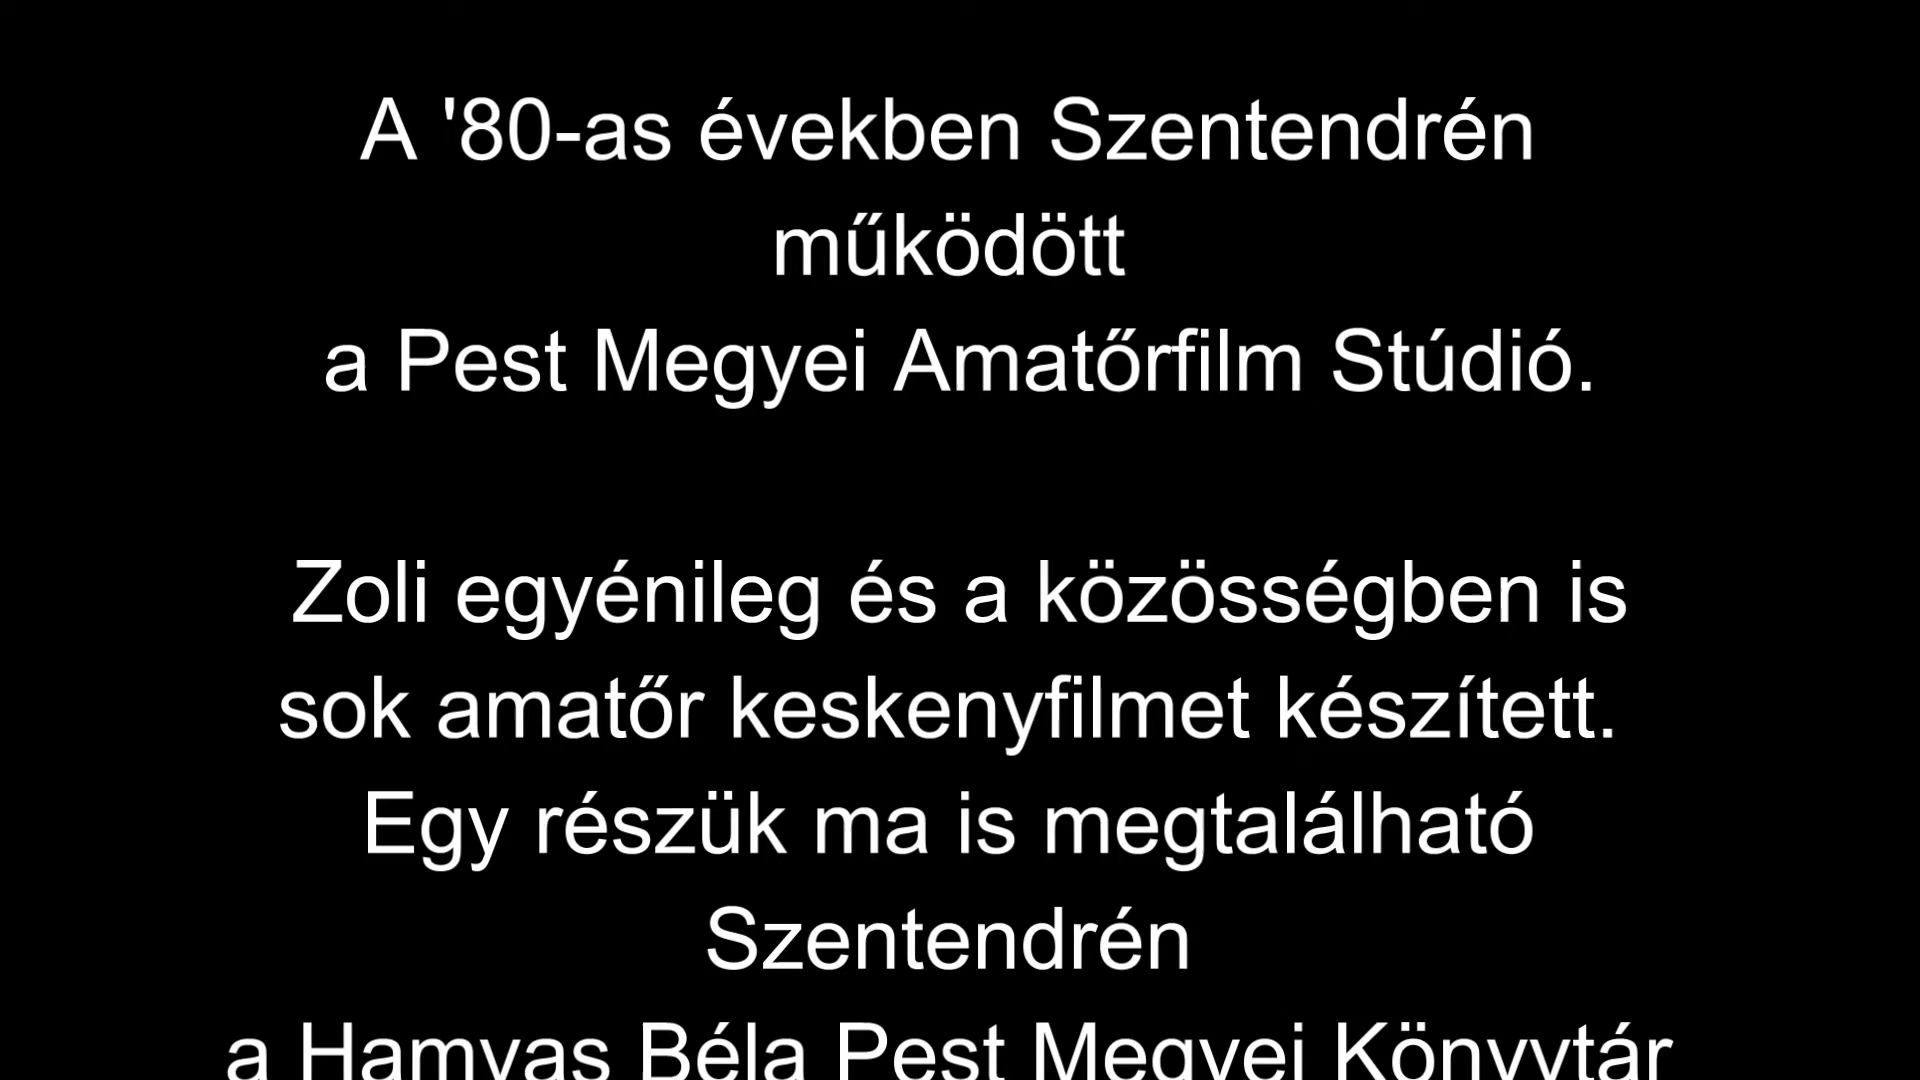 A '80-as években Szentendrén
működött
a Pest Megyei Amatőrfilm Stúdió.
Zoli egyénileg és a közösségben is
sok amatőr keskenyfilmet készített.
Egy részük ma is megtalálható
Szentendrén
a Hamvas Béla Pest Megyei Könyvtár